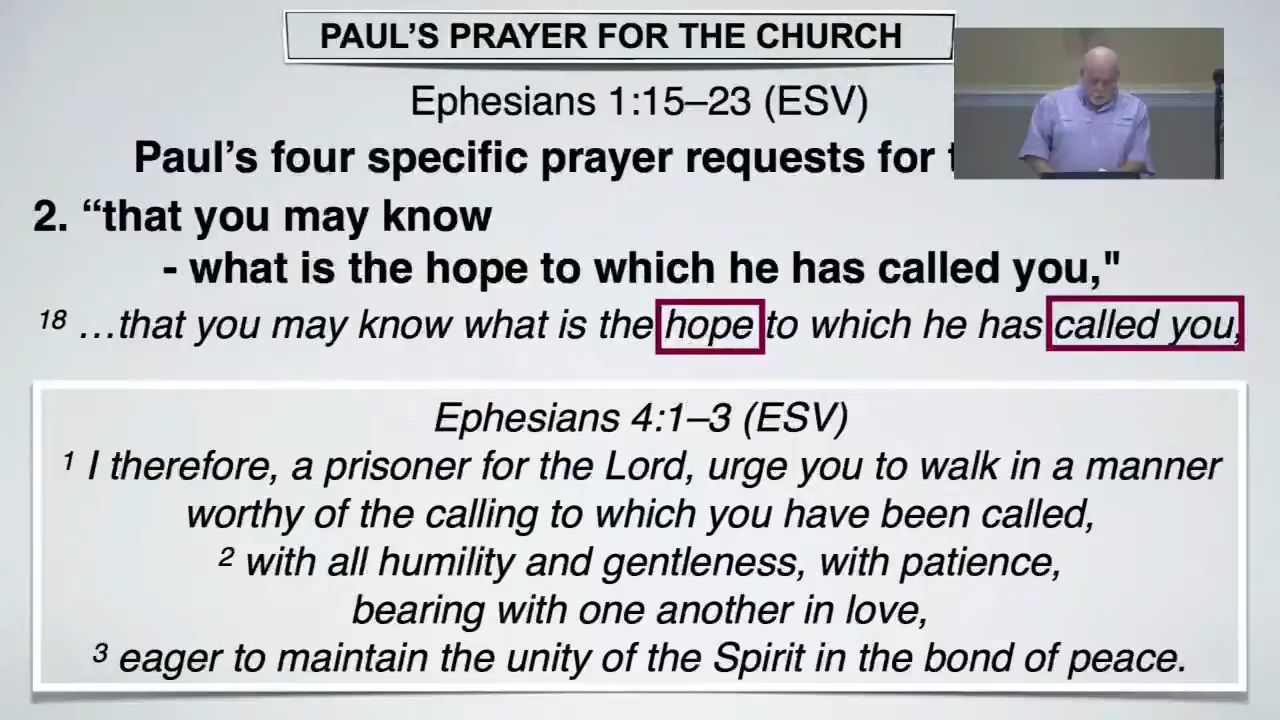 PAUL'S PRAYER FOR THE CHURCH
Ephesians 1:15–23 (ESV)
Paul's four specific prayer requests for
2. “that you may know
- what is the hope to which he has called you,"
18 …that you may know what is the hope to which he has called you,
Ephesians 4:1–3 (ESV)
1 I therefore, a prisoner for the Lord, urge you to walk in a manner
worthy of the calling to which you have been called,
2 with all humility and gentleness, with patience,
bearing with one another in love,
3 eager to maintain the unity of the Spirit in the bond of peace.